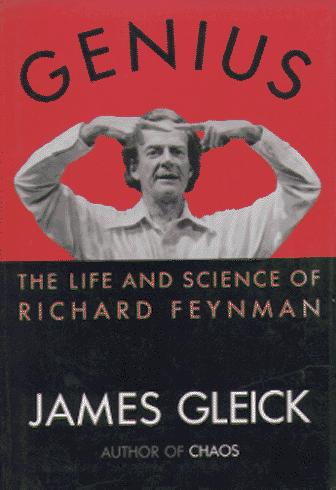 GENIUS
THE LIFE AND SCIENCE OF
RICHARD FEYNMAN
JAMES GLEICK
AUTHOR OF CHAOS